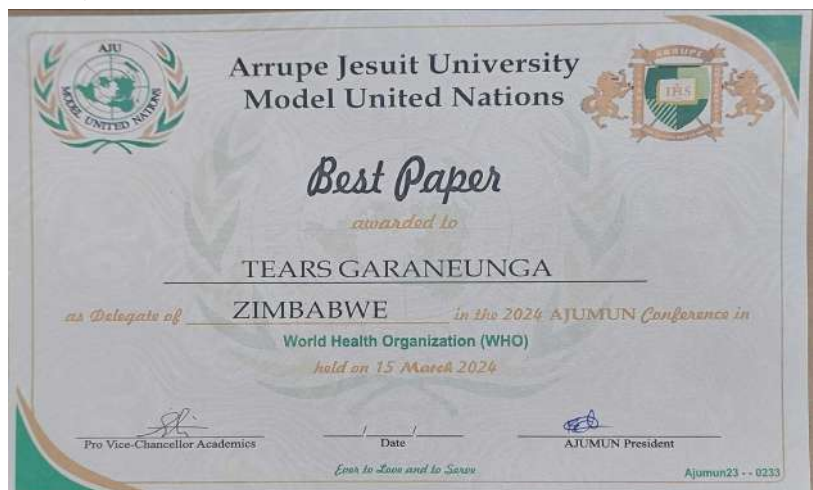 AJU
MODEL UNITED NATIONS
Arrupe Jesuit University
Model United Nations
ARRUPE
IHS
Best Paper
awarded to
TEARS GARANEUNGA
as Delegate of ZIMBABWE in the 2024 AJUMUN Conference in
World Health Organization (WHO)
held on 15 March 2024
Pro Vice-Chancellor Academics
/ /
Date
AJUMUN President
Ever to Love and to Serve
Ajumun23 - - 0233